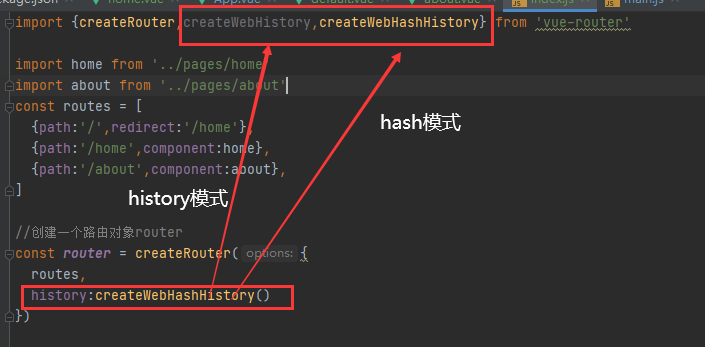 package.json home.vue App.vue default.vue about.vue index.js main.js
import {createRouter,createWebHistory,createWebHashHistory} from 'vue-router'
import home from '../pages/home'
import about from '../pages/about'
const routes = [
{path:'/',redirect:'/home'},
{path:'/home',component:home},
hash模式
{path:'/about',component:about},
]
history模式
//创建一个路由对象router
const router = createRouter( options: {
routes,
history:createWebHashHistory()
})